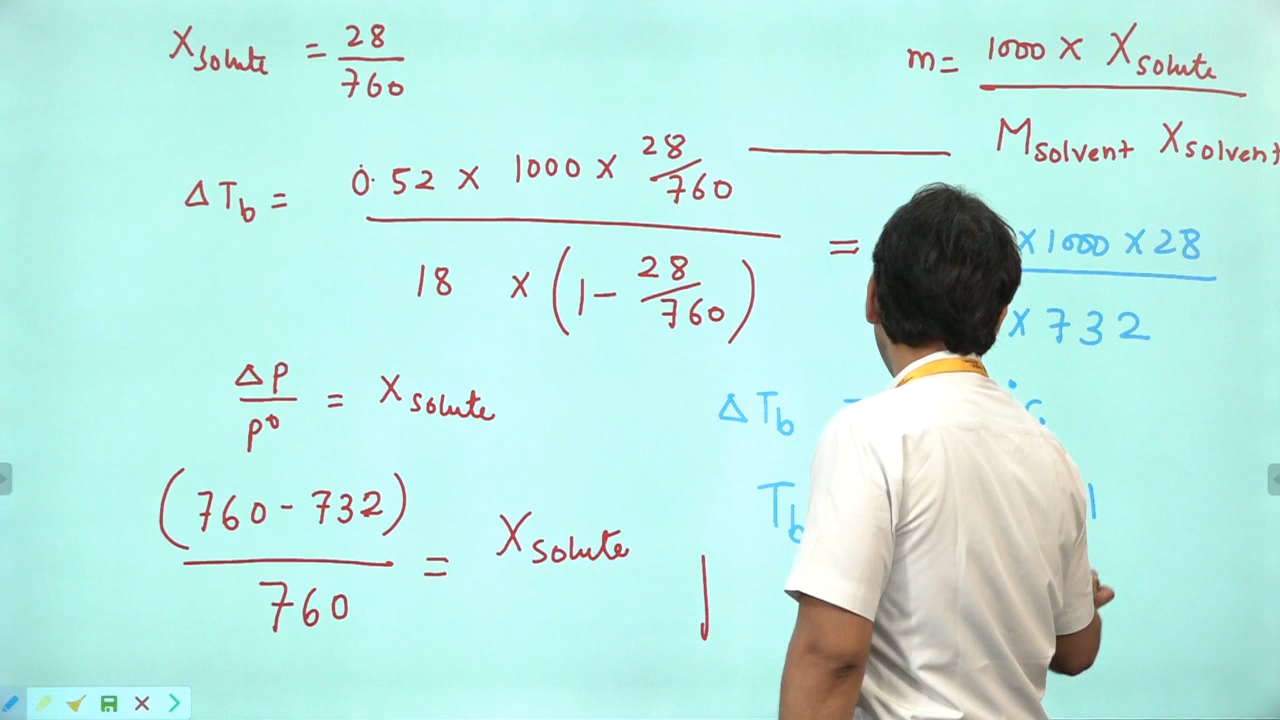 X solute = 28/760
m = 1000 × X solute / M solvent X solvent
ΔTb = 0.52 × 1000 × 28/760 / 18 × (1 - 28/760) =
× 1000 × 28
× 732
ΔP/P° = X solute
ΔTb
(760 - 732)/760 = X solute
Tb